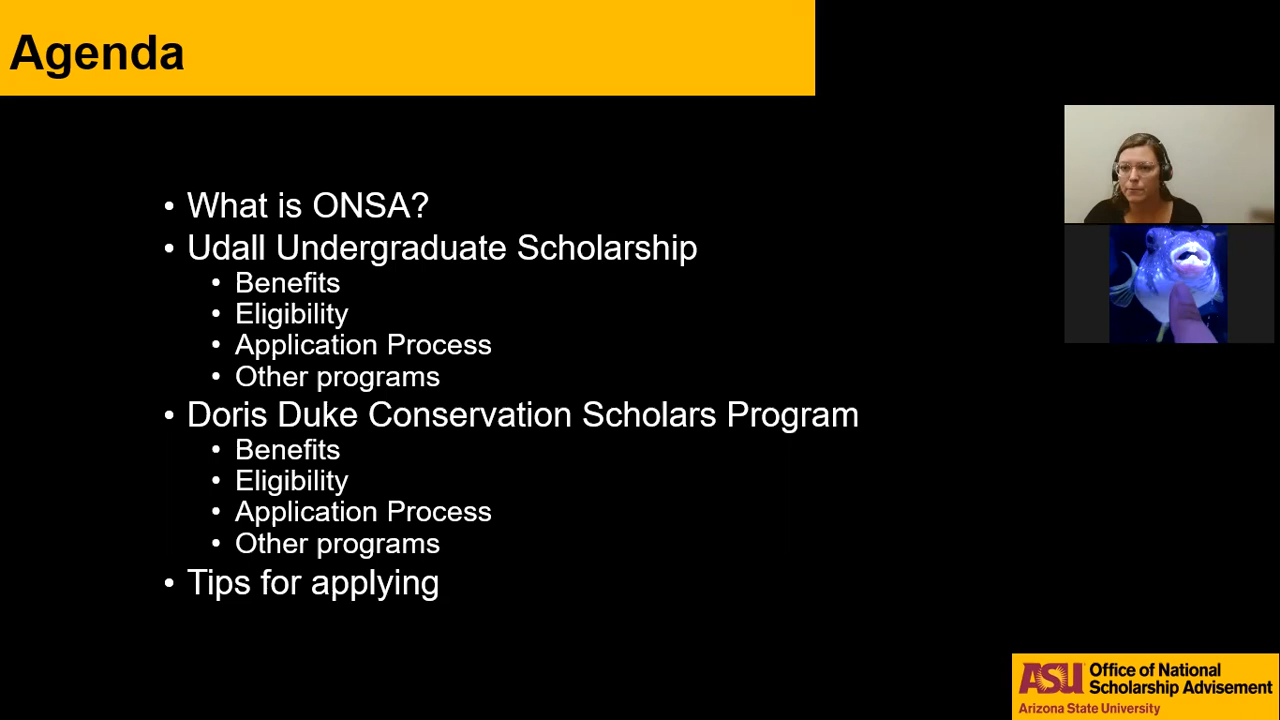 Agenda
• What is ONSA?
• Udall Undergraduate Scholarship
• Benefits
• Eligibility
• Application Process
• Other programs
• Doris Duke Conservation Scholars Program
• Benefits
• Eligibility
• Application Process
• Other programs
• Tips for applying
ASU Office of National
Scholarship Advisement
Arizona State University